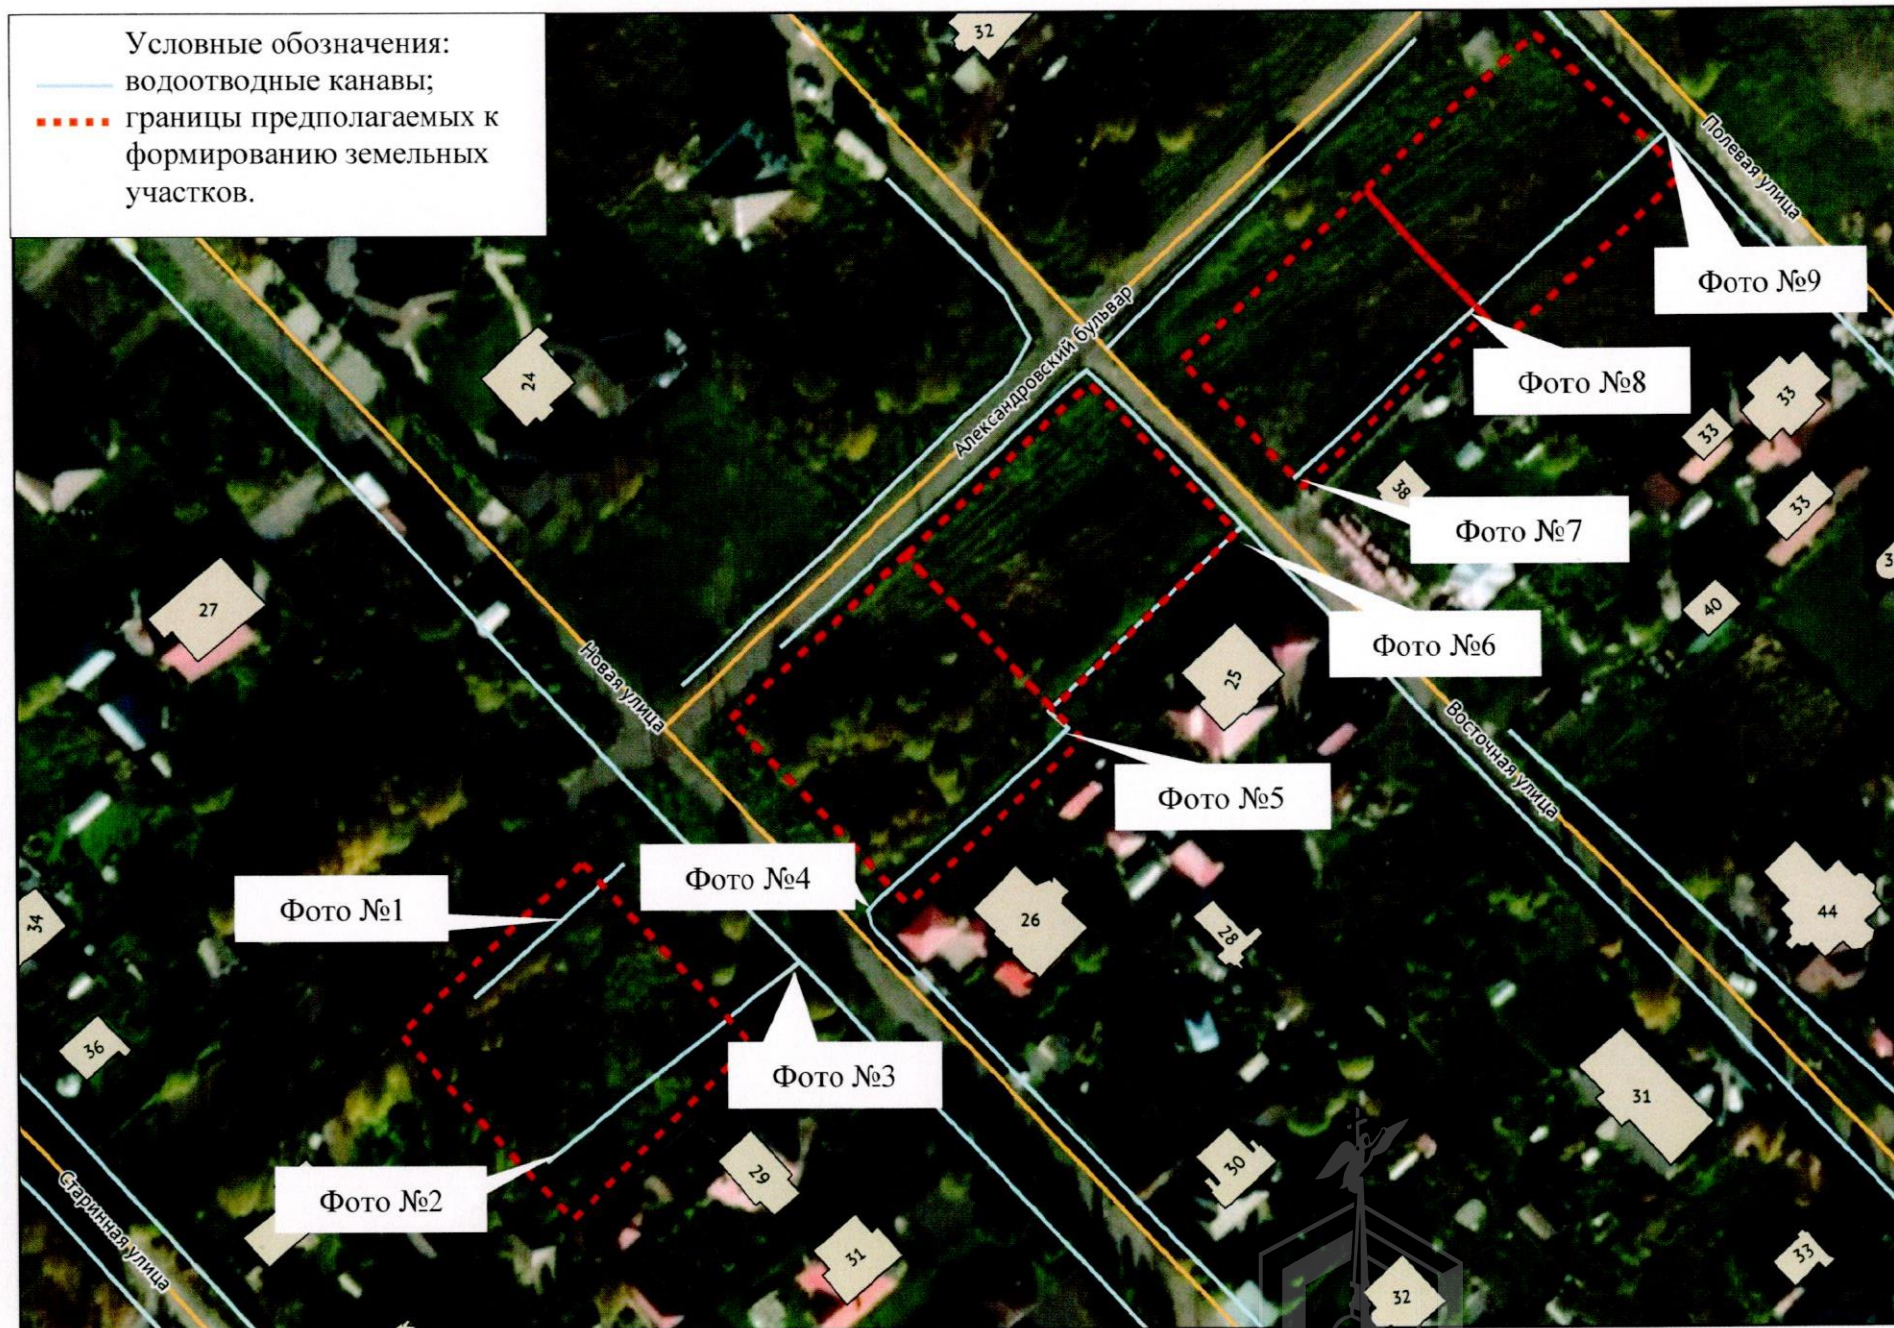 Условные обозначения:
водоотводные канавы;
границы предполагаемых к
формированию земельных
участков.
32
Полевая улица
Фото №9
Александровский бульвар
24
Фото №8
33
33
38
33
Фото №7
27
40
Фото №6
Новая улица
25
Восточная улица
Фото №5
Фото №4
Фото №1
34
26
28
44
36
Фото №3
31
29
30
Фото №2
Старинная улица
31
33
32